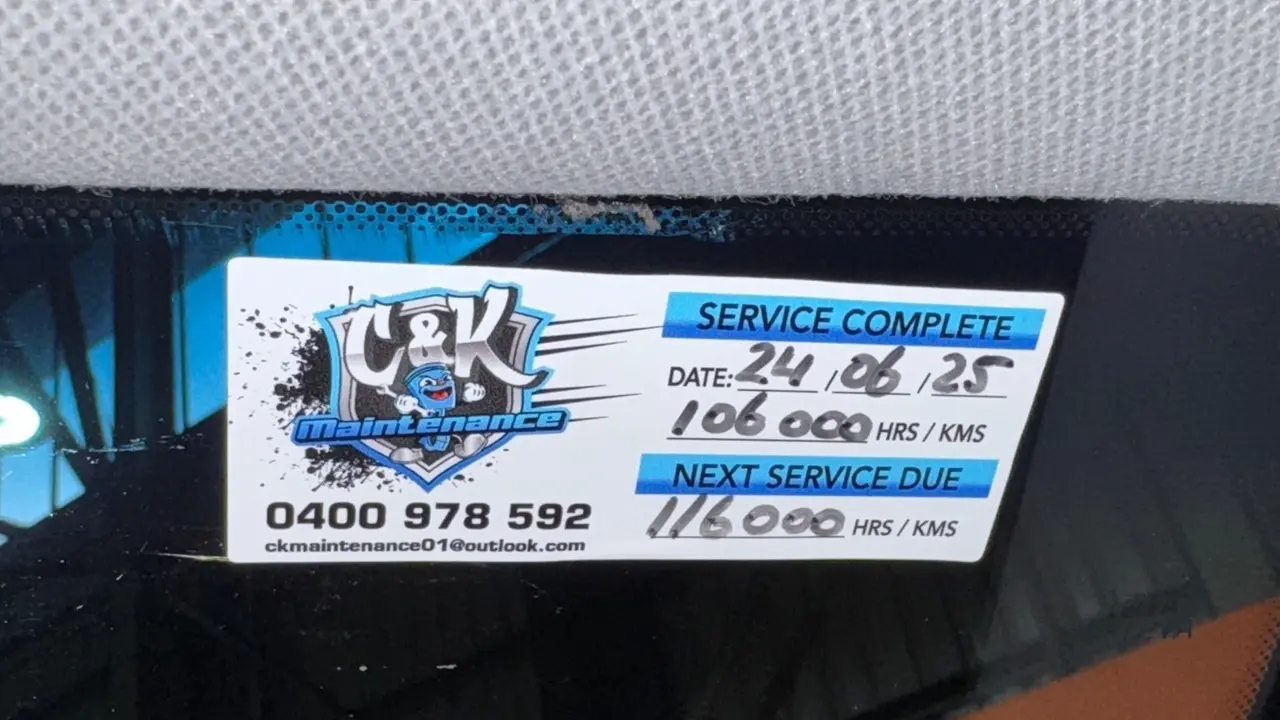 C&K
Maintenance
0400 978 592
ckmaintenance01@outlook.com
SERVICE COMPLETE
DATE: 24 / 06 / 25
106 000 HRS / KMS
NEXT SERVICE DUE
116 000 HRS / KMS